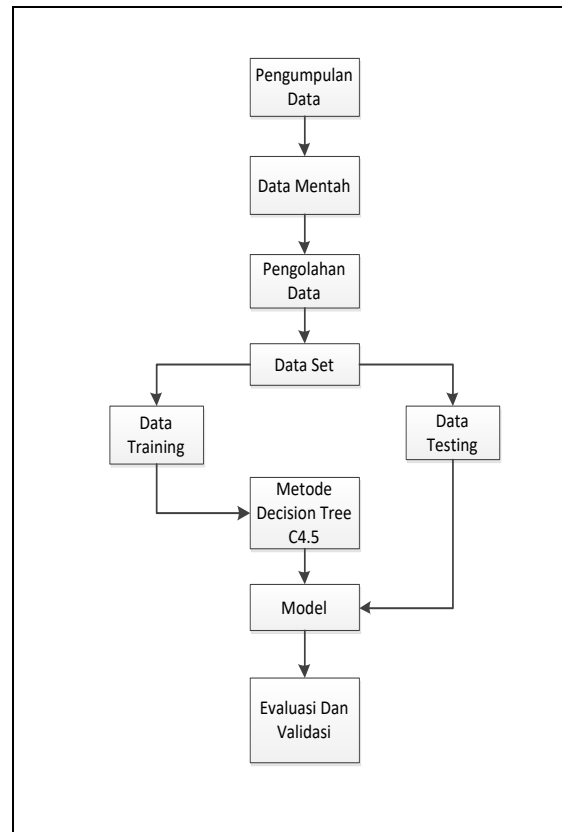 Pengumpulan
Data
Data Mentah
Pengolahan
Data
Data Set
Data
Training
Data
Testing
Metode
Decision Tree
C4.5
Model
Evaluasi Dan
Validasi